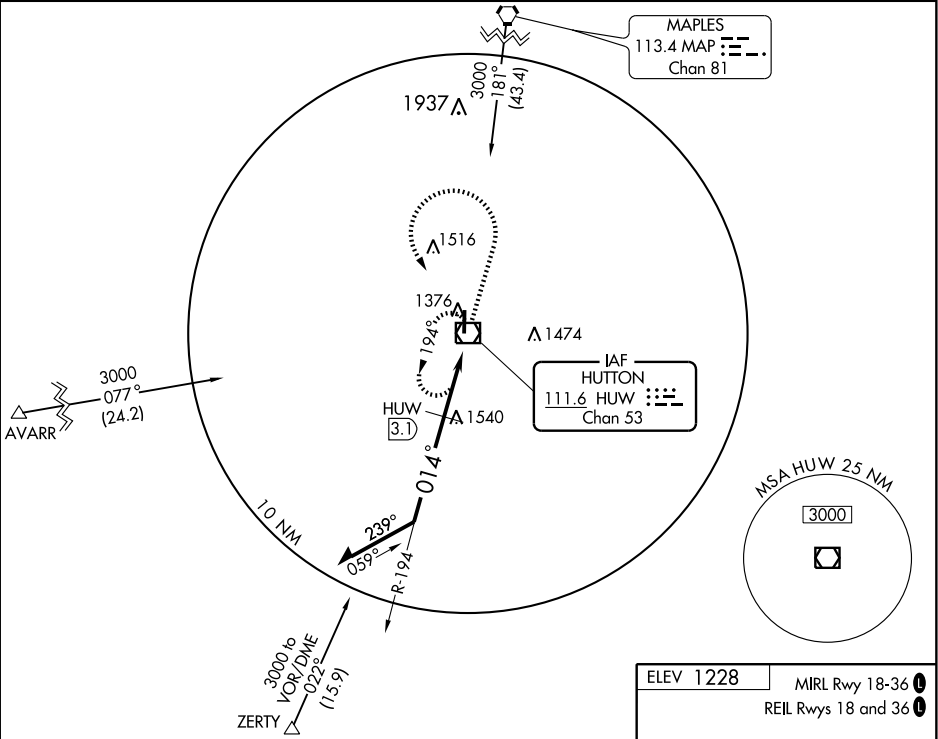 MAPLES
113.4 MAP
Chan 81
3000
181°
(43.4)
1937
1516
1376
194°
1474
IAF
HUTTON
111.6 HUW
Chan 53
3000
077°
(24.2)
AVARR
HUW
3.1
1540
014°
10 NM
239°
059°
R-194
3000 to
VOR/DME
022°
(15.9)
ZERTY
MSA HUW 25 NM
3000
ELEV 1228
MIRL Rwy 18-36 L
REIL Rwys 18 and 36 L